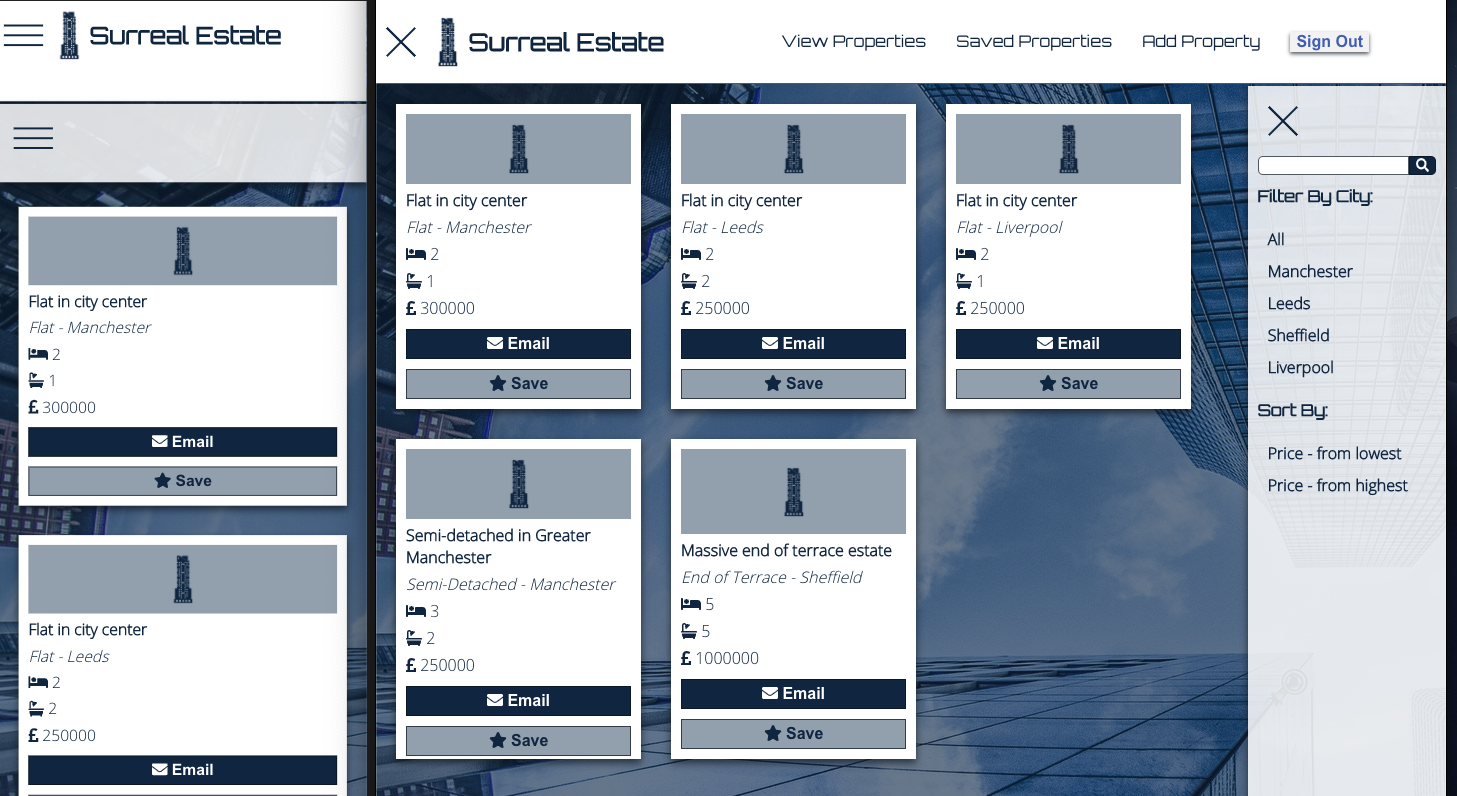 Surreal Estate
Flat in city center
Flat - Manchester
2
1
£ 300000
Email
Save
Flat in city center
Flat - Leeds
2
2
£ 250000
Email
Surreal Estate
View Properties
Saved Properties
Add Property
Sign Out
Flat in city center
Flat - Manchester
2
1
£ 300000
Email
Save
Flat in city center
Flat - Leeds
2
2
£ 250000
Email
Save
Flat in city center
Flat - Liverpool
2
1
£ 250000
Email
Save
Semi-detached in Greater
Manchester
Semi-Detached - Manchester
3
2
£ 250000
Email
Save
Massive end of terrace estate
End of Terrace - Sheffield
5
5
£ 1000000
Email
Save
Filter By City:
All
Manchester
Leeds
Sheffield
Liverpool
Sort By:
Price - from lowest
Price - from highest